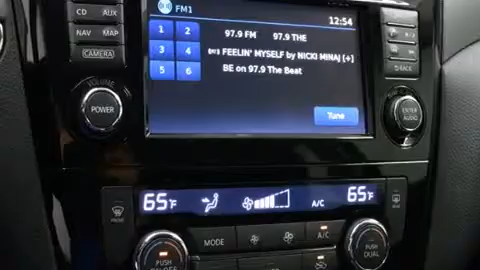 CD AUX
FM1
12:54
NAV MAP
CAMERA
1 2
3 4
5 6
97.9 FM 97.9 THE
FEELIN' MYSELF by NICKI MINAJ [+]
BE on 97.9 The Beat
Tune
BACK
VOLUME
POWER
ENTER
AUDIO
65°F
A/C
65°F
FRONT
MODE
A/C
PUSH
PUSH
DUAL